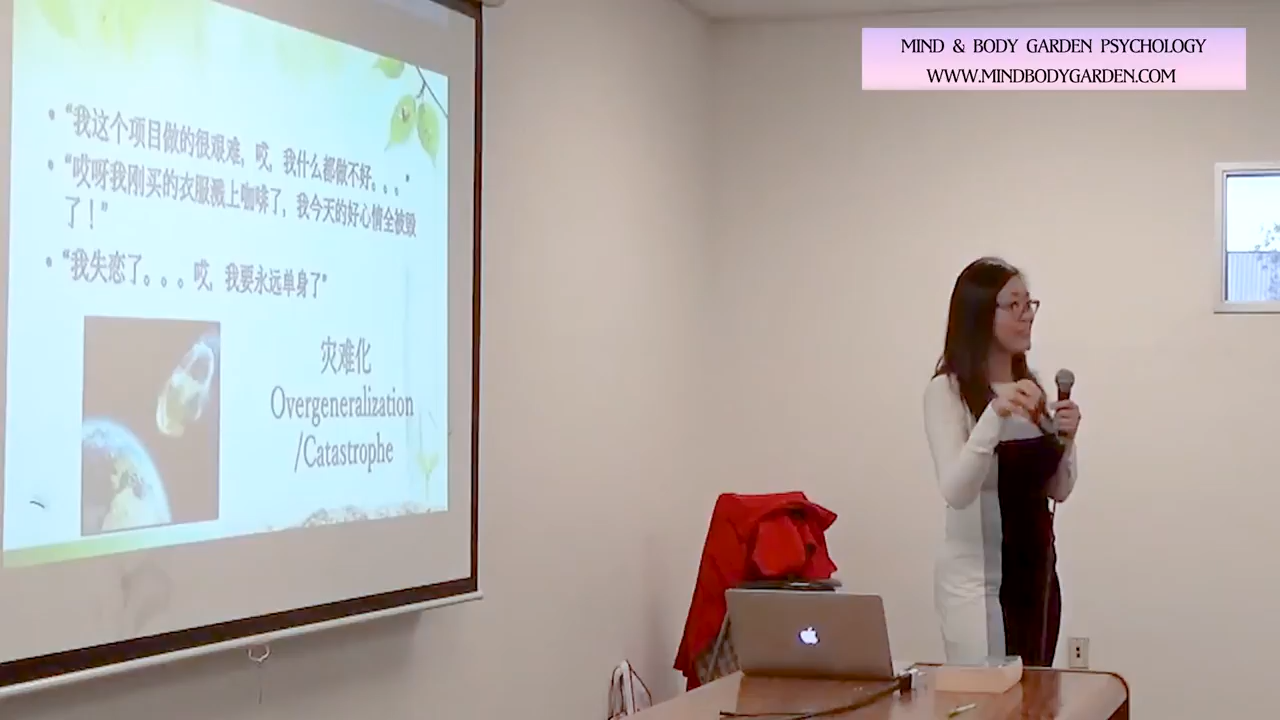 MIND & BODY GARDEN PSYCHOLOGY
WWW.MINDBODYGARDEN.COM
• “我这个项目做的很艰难，哎，我什么都做不好。。。”
• “哎呀我刚买的衣服溅上咖啡了，我今天的好心情全被毁
了！”
• “我失恋了。。。哎，我要永远单身了”
灾难化
Overgeneralization
/Catastrophe